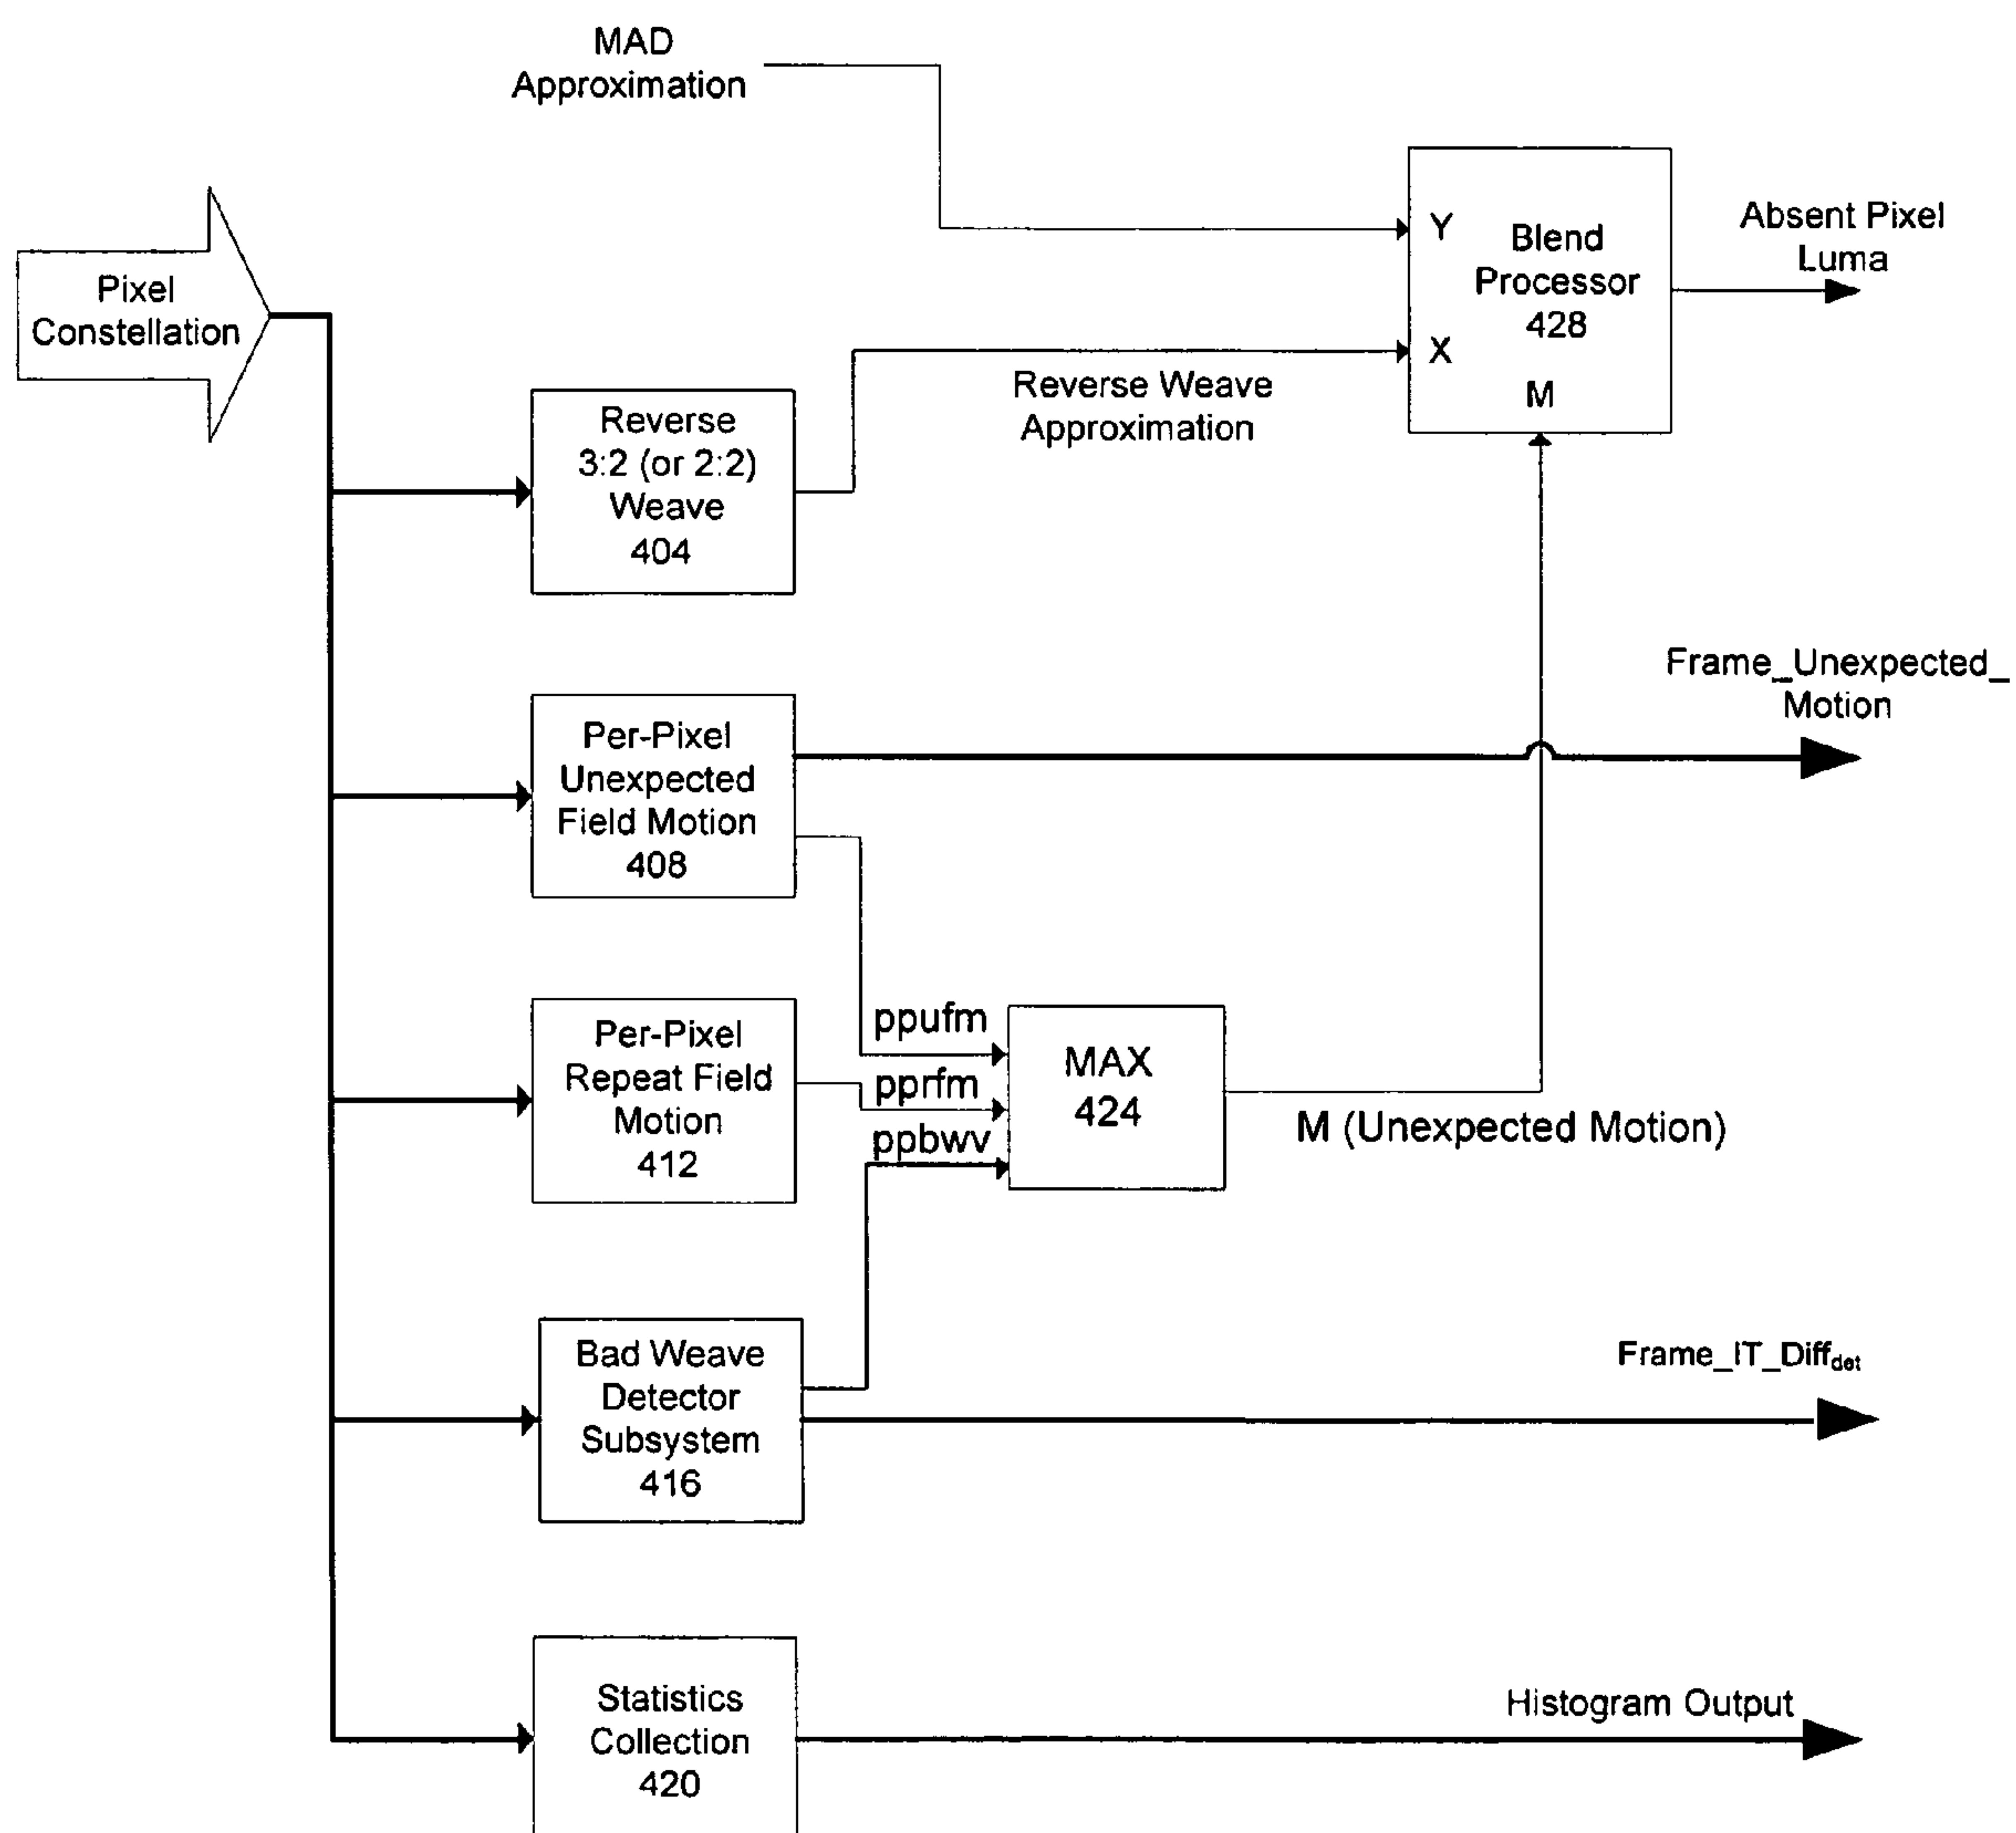 MAD
Approximation
Pixel
Constellation
Y
Blend
Processor
428
X
M
Absent Pixel
Luma
Reverse
3:2 (or 2:2)
Weave
404
Reverse Weave
Approximation
Per-Pixel
Unexpected
Field Motion
408
Frame_Unexpected_
Motion
Per-Pixel
Repeat Field
Motion
412
ppufm
pprfm
ppbwv
MAX
424
M (Unexpected Motion)
Bad Weave
Detector
Subsystem
416
Frame_IT_Diffdet
Statistics
Collection
420
Histogram Output